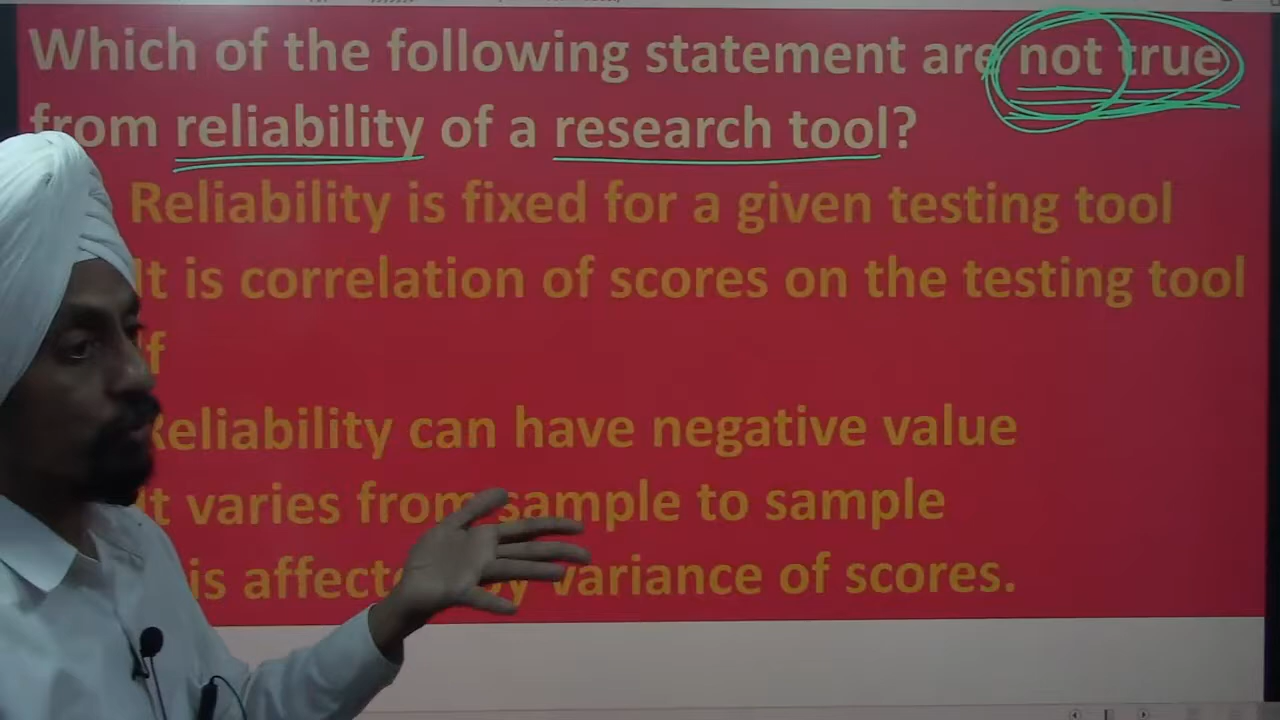 Which of the following statement are not true
from reliability of a research tool?
Reliability is fixed for a given testing tool
It is correlation of scores on the testing tool
Reliability can have negative value
It varies from sample to sample
is by variance of scores.